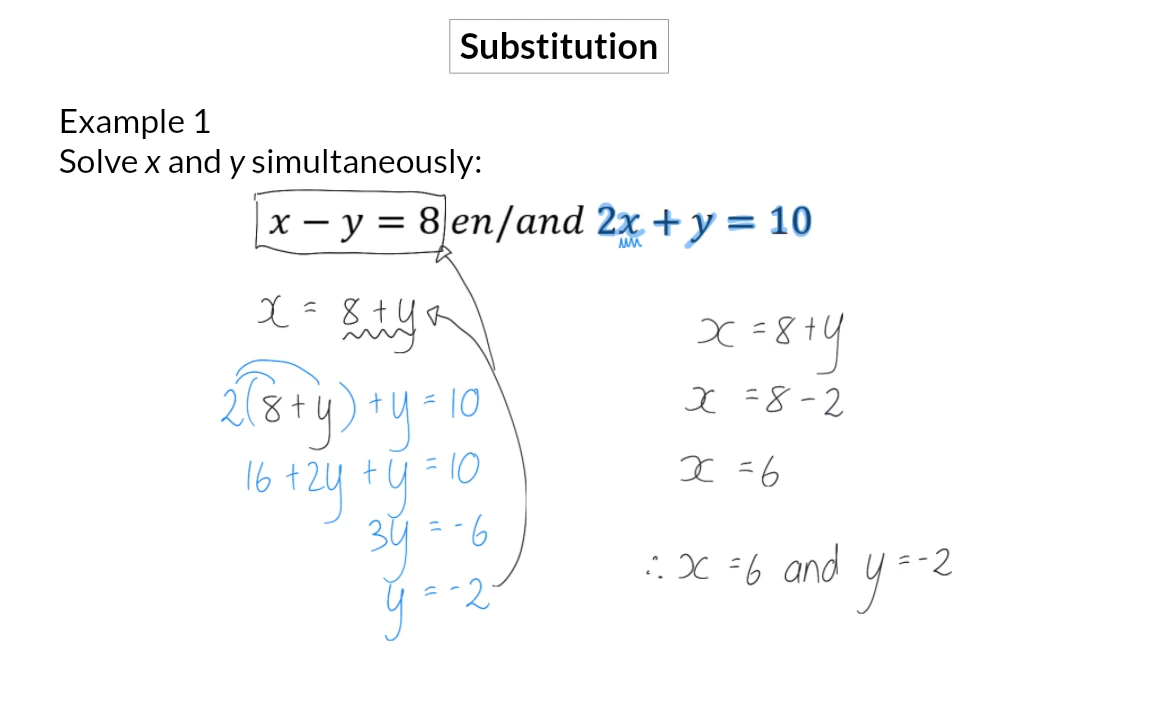 Substitution
Example 1
Solve x and y simultaneously:
x − y = 8 en/and 2x + y = 10
x = 8 + y
2(8 + y) + y = 10
16 + 2y + y = 10
3y = -6
y = -2
x = 8 + y
x = 8 - 2
x = 6
∴ x = 6 and y = -2